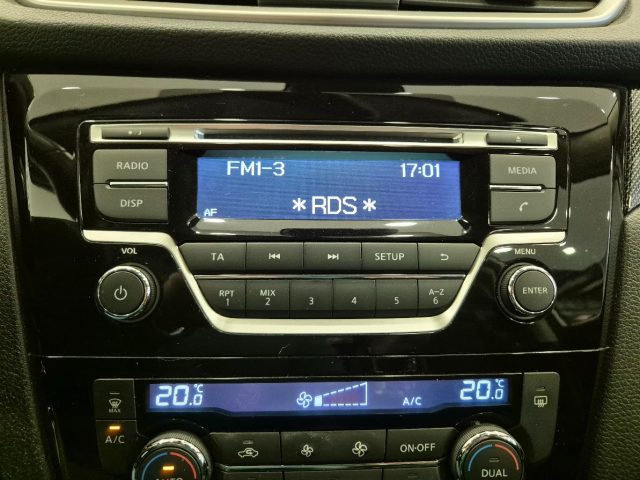 RADIO
DISP
FM1-3 17:01
*RDS*
AF
MEDIA
VOL
TA
SETUP
MENU
RPT 1
MIX 2
3
4
5
A-Z 6
ENTER
20.0 °C
A/C
20.0 °C
MAX
A/C
ON·OFF
AUTO
DUAL